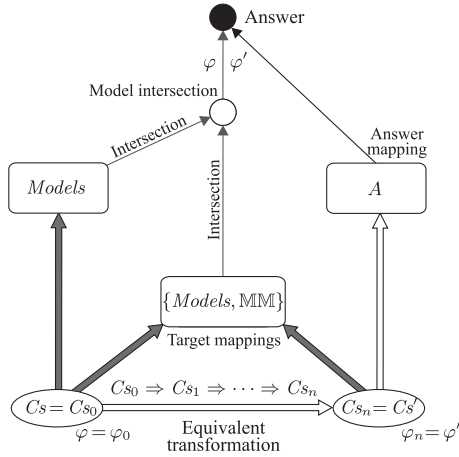 Answer
φ φ′
Model intersection
Intersection
Answer
mapping
Models
Intersection
A
{Models, 𝕄𝕄}
Target mappings
Cs₀ ⇒ Cs₁ ⇒ ⋯ ⇒ Csₙ
Cs = Cs₀
Csₙ = Cs′
φ = φ₀
Equivalent
transformation
φₙ = φ′